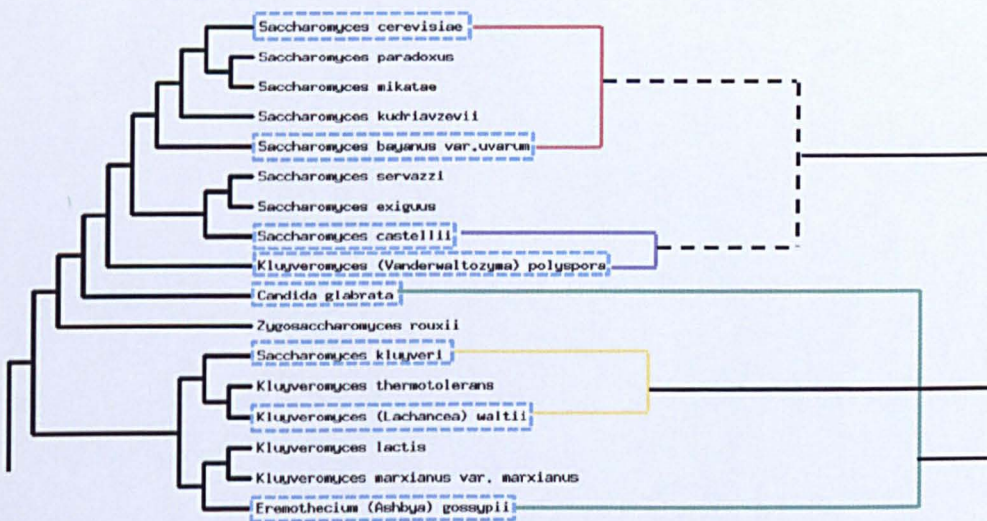 Saccharomyces cerevisiae
Saccharomyces paradoxus
Saccharomyces mikatae
Saccharomyces kudriavzevii
Saccharomyces bayanus var.uvarum
Saccharomyces servazzi
Saccharomyces exiguus
Saccharomyces castellii
Kluyveromyces (Vanderwaltozyma) polyspora
Candida glabrata
Zygosaccharomyces rouxii
Saccharomyces kluyveri
Kluyveromyces thermotolerans
Kluyveromyces (Lachancea) waltii
Kluyveromyces lactis
Kluyveromyces marxianus var. marxianus
Eremothecium (Ashbya) gossypii